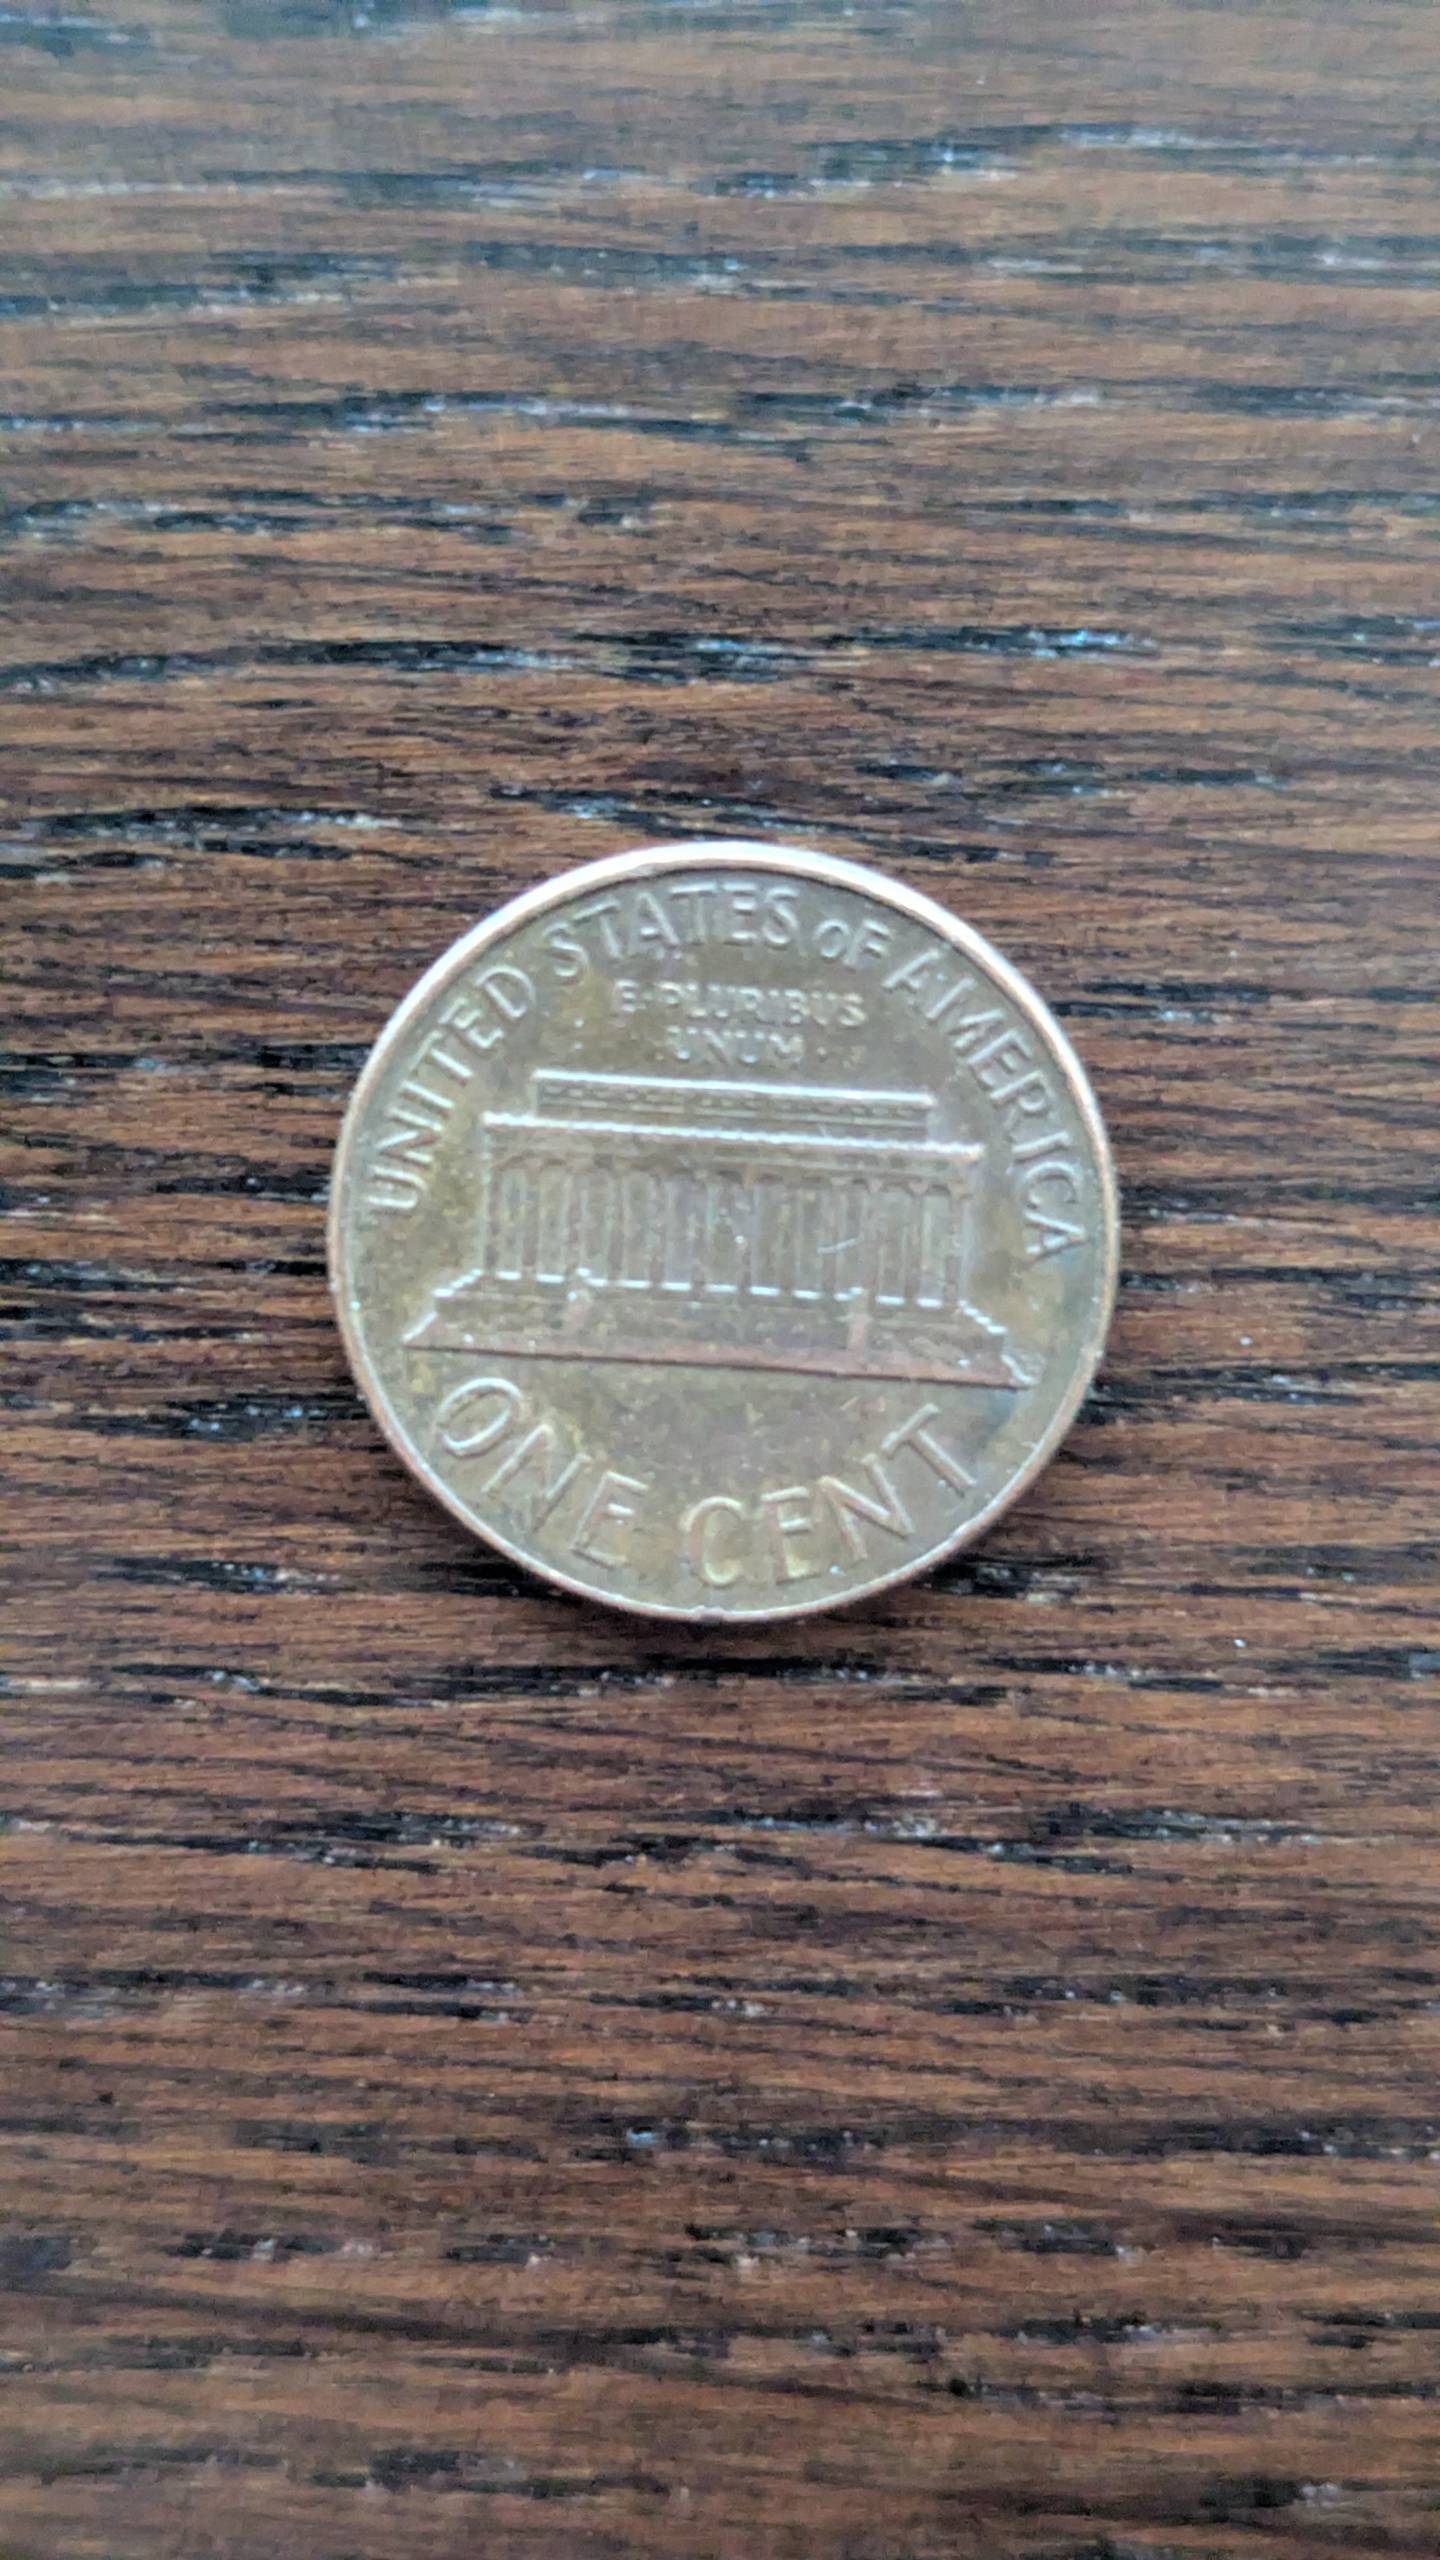 UNITED STATES OF AMERICA
E·PLURIBUS
UNUM
ONE CENT